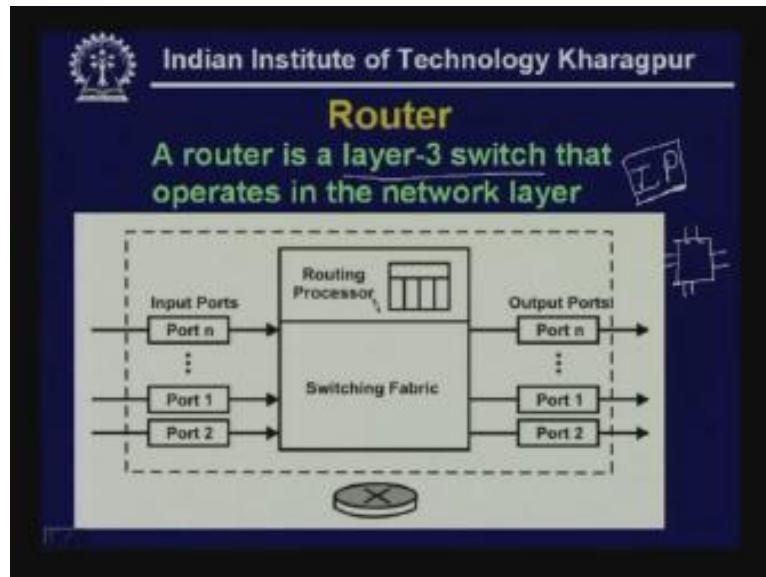 Indian Institute of Technology Kharagpur
Router
A router is a layer-3 switch that
operates in the network layer
IP
Routing
Processor
Input Ports
Output Ports
Port n
Port n
Switching Fabric
Port 1
Port 1
Port 2
Port 2